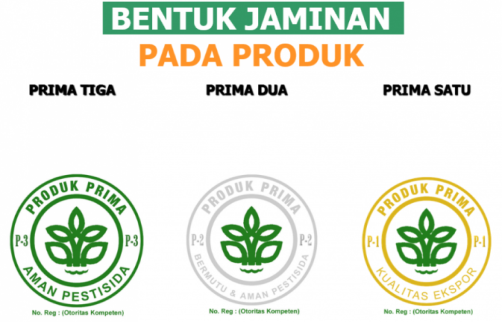 BENTUK JAMINAN
PADA PRODUK
PRIMA TIGA
PRIMA DUA
PRIMA SATU
PRODUK PRIMA
P-3 P-3
AMAN PESTISIDA
No. Reg : (Otoritas Kompeten)
PRODUK PRIMA
P-2 P-2
BERMUTU & AMAN PESTISIDA
No. Reg : (Otoritas Kompeten)
PRODUK PRIMA
P-1 P-1
KUALITAS EKSPOR
No. Reg : (Otoritas Kompeten)